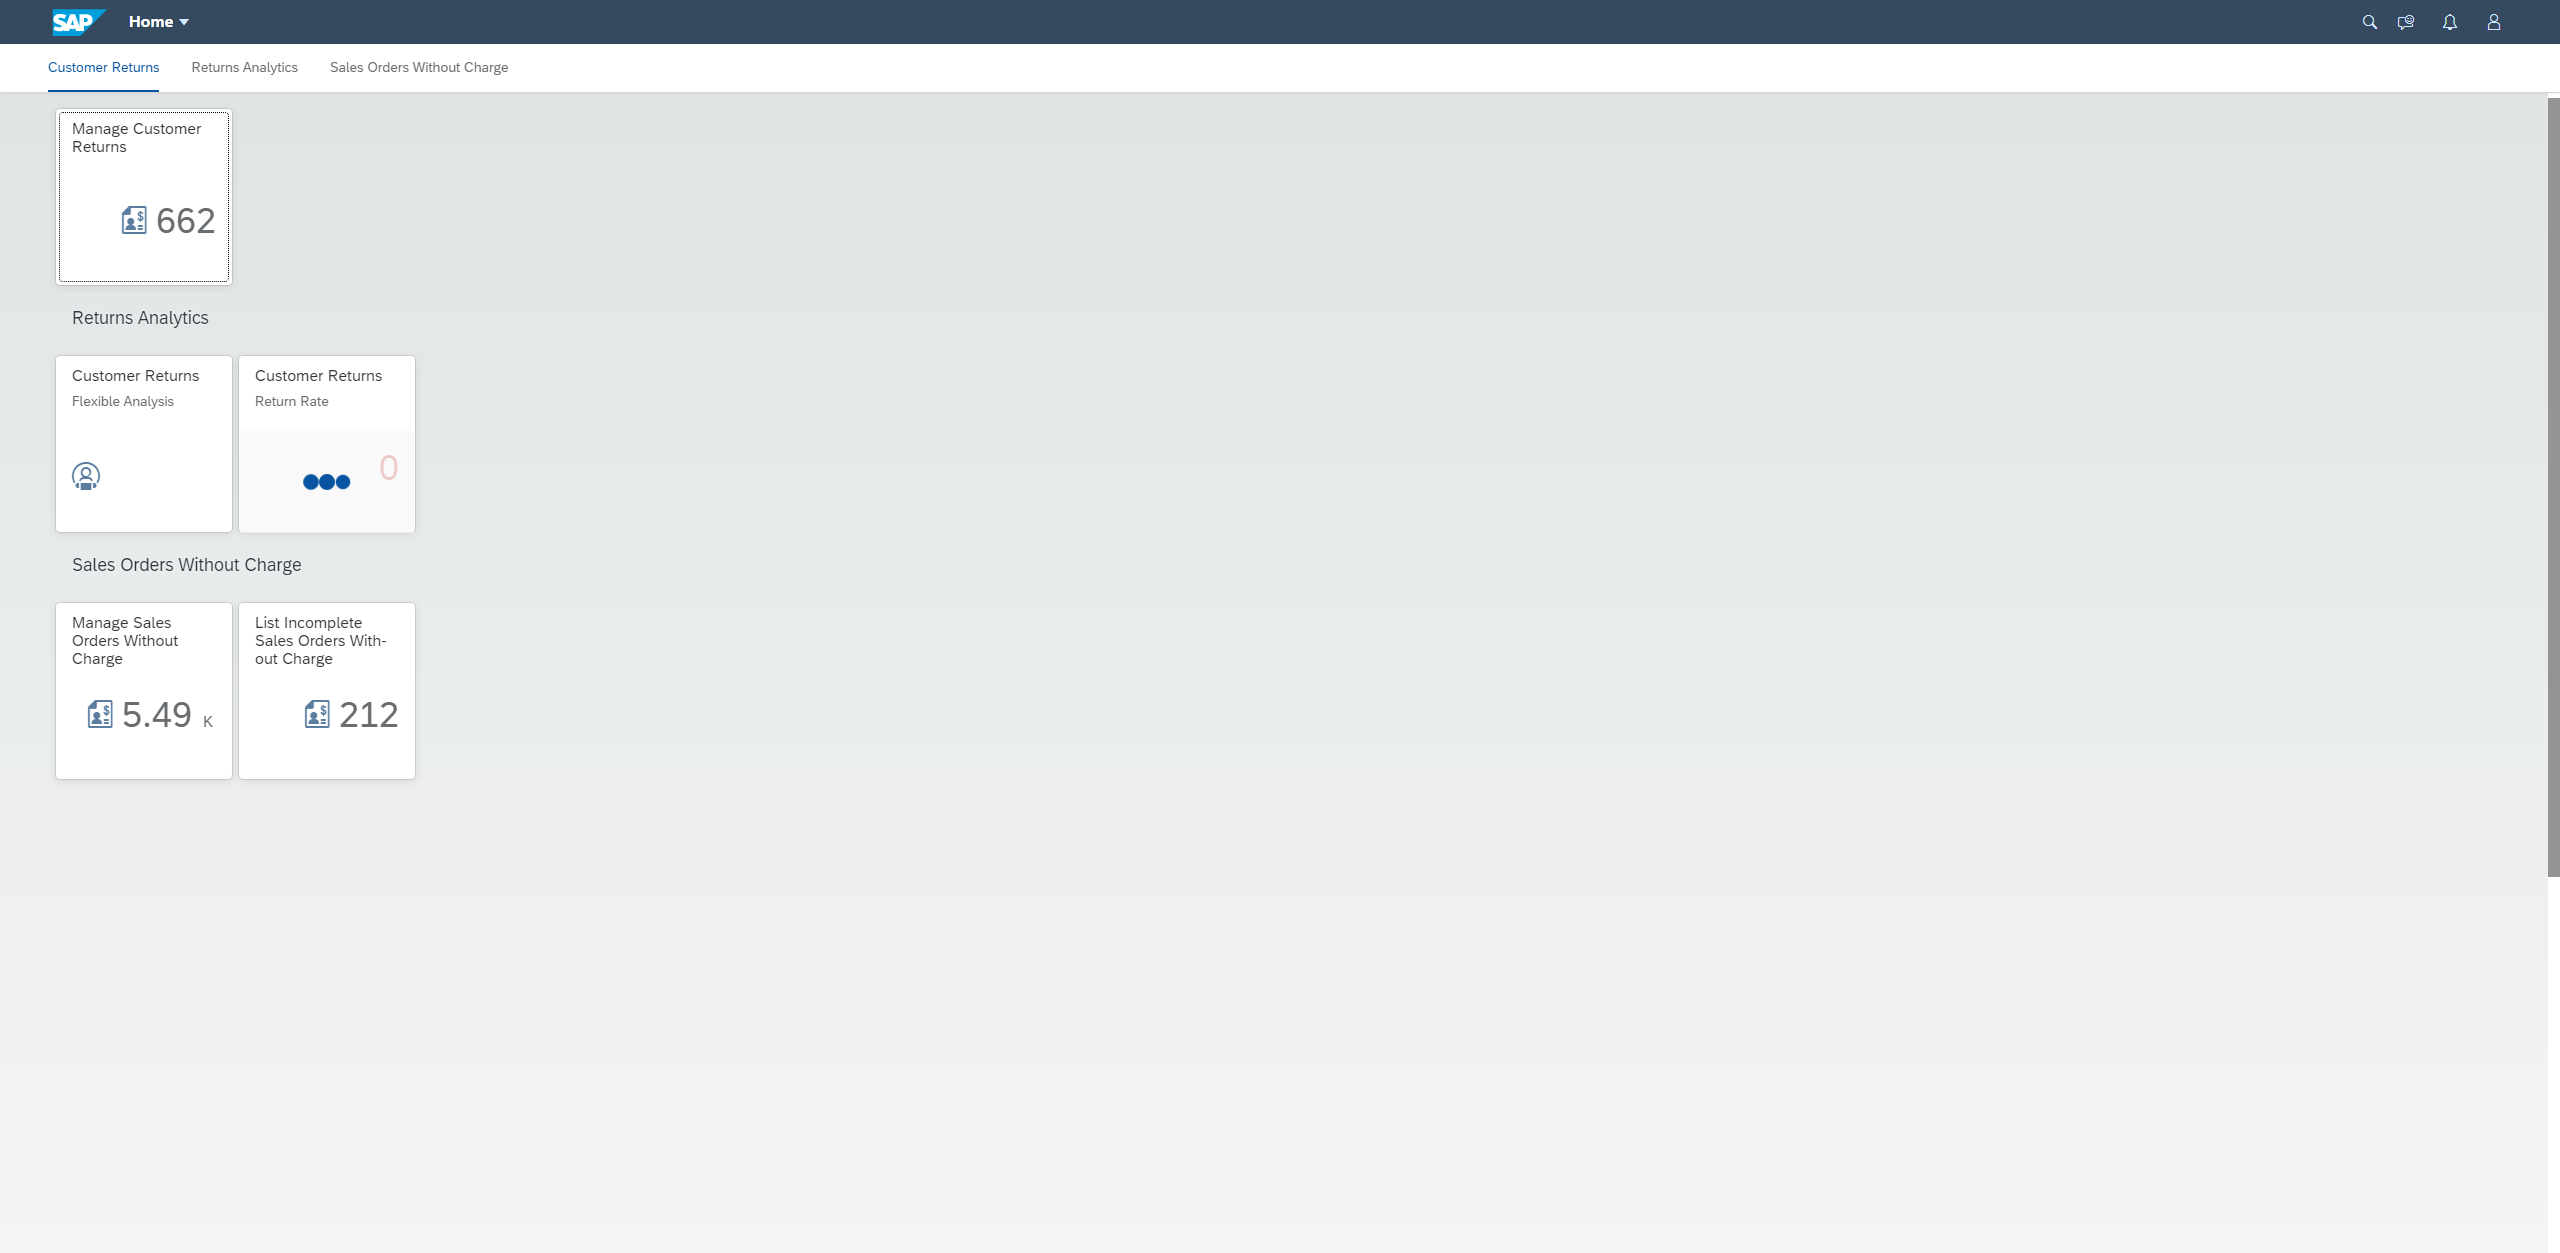 SAP Home
Customer Returns Returns Analytics Sales Orders Without Charge
Manage Customer
Returns
662
Returns Analytics
Customer Returns
Flexible Analysis
Customer Returns
Return Rate
0
Sales Orders Without Charge
Manage Sales
Orders Without
Charge
5.49 K
List Incomplete
Sales Orders With-
out Charge
212